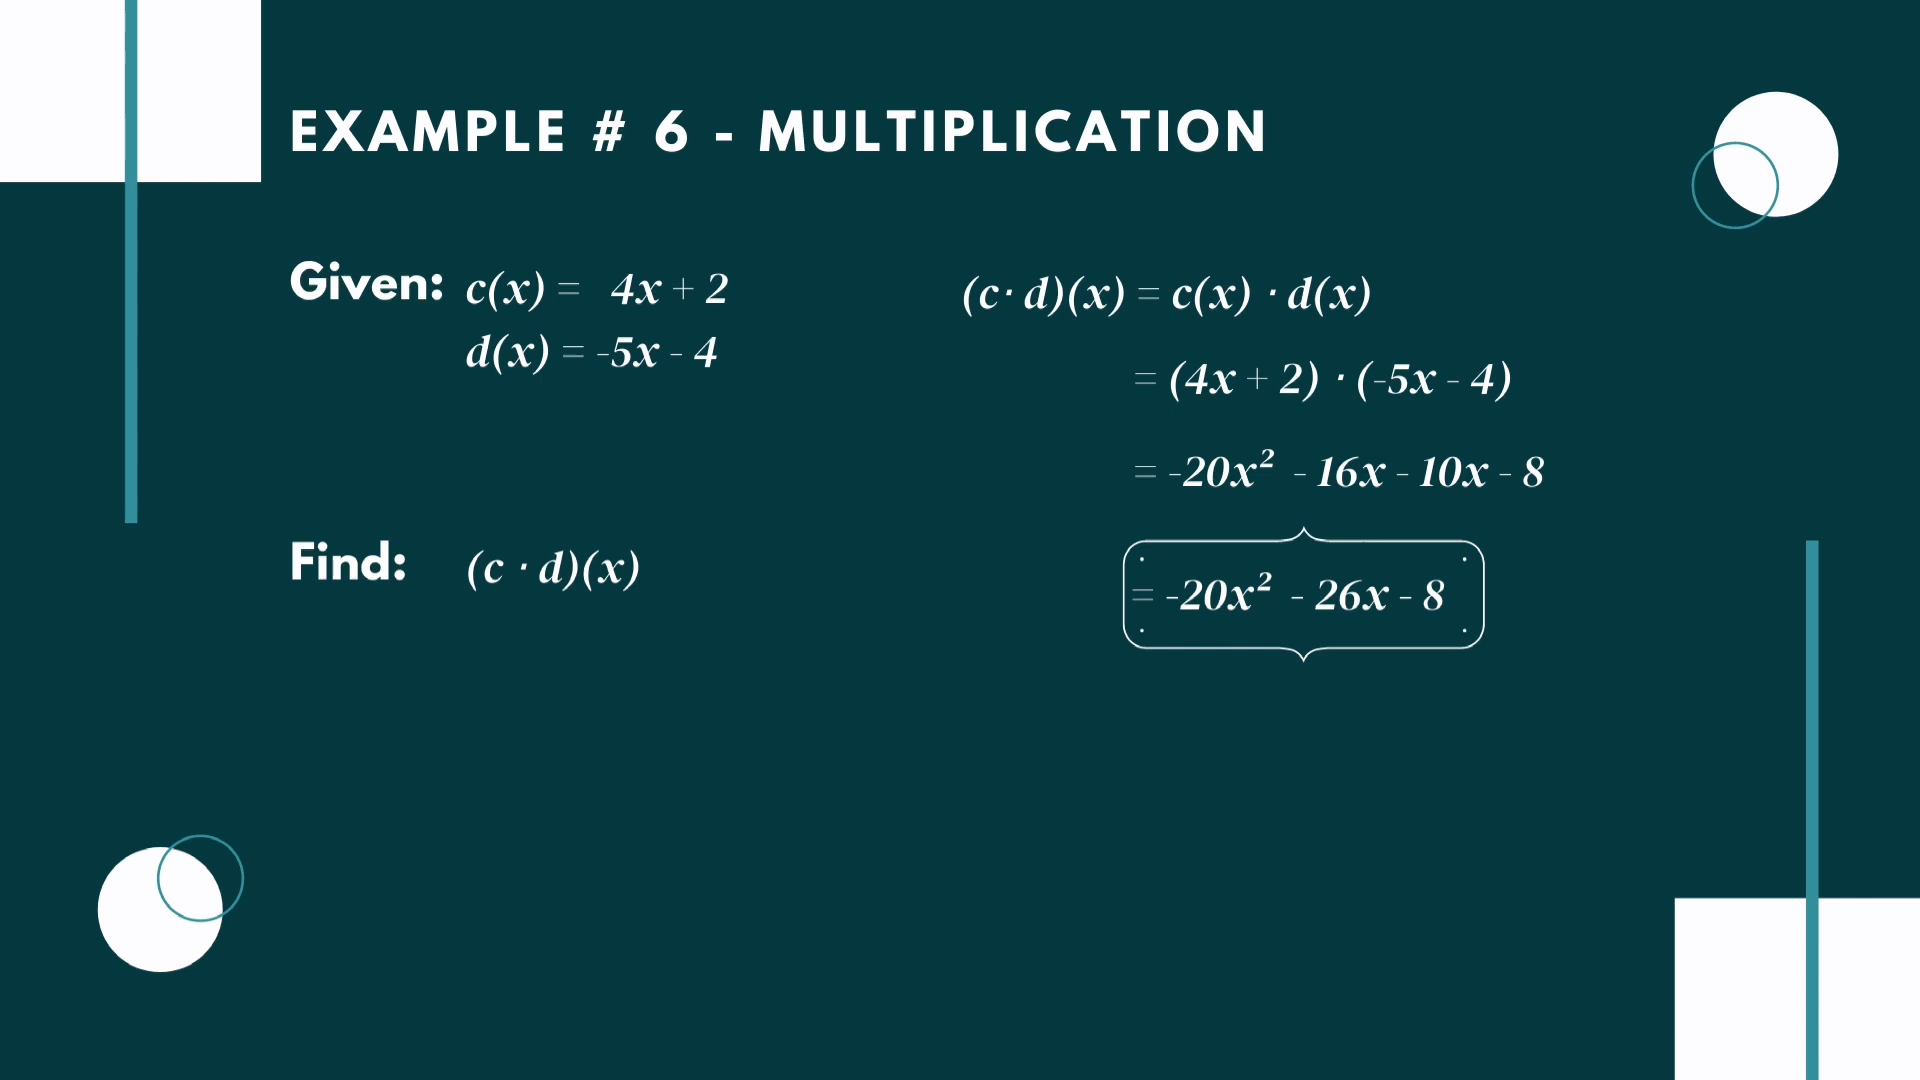 EXAMPLE # 6 - MULTIPLICATION
Given: c(x) = 4x + 2
d(x) = -5x - 4
Find: (c · d)(x)
(c· d)(x) = c(x) · d(x)
= (4x + 2) · (-5x - 4)
= -20x² - 16x - 10x - 8
= -20x² - 26x - 8